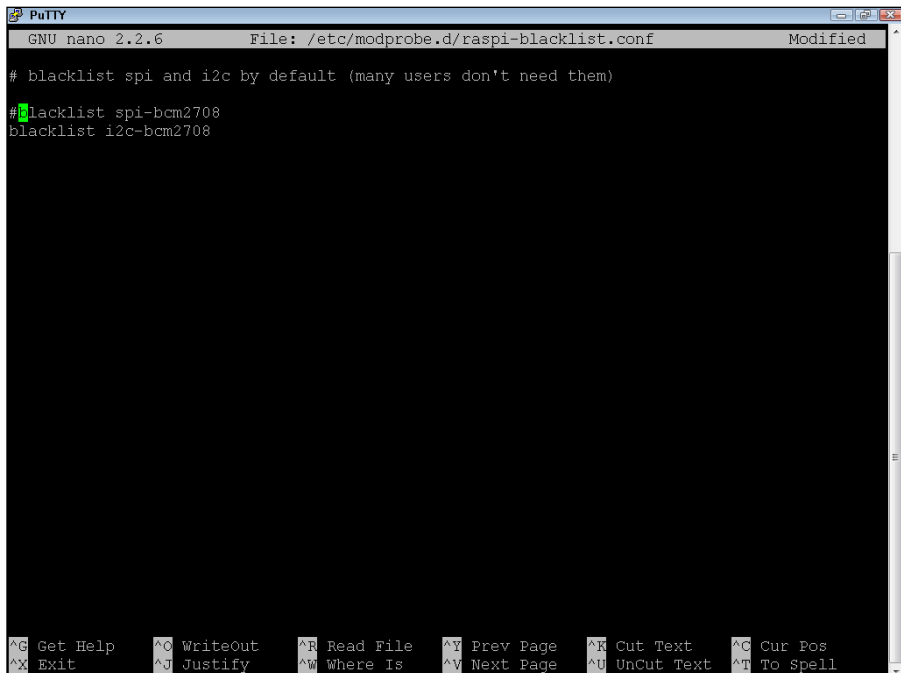 PuTTY
GNU nano 2.2.6 File: /etc/modprobe.d/raspi-blacklist.conf Modified
# blacklist spi and i2c by default (many users don't need them)
#blacklist spi-bcm2708
blacklist i2c-bcm2708
^G Get Help ^O WriteOut ^R Read File ^Y Prev Page ^K Cut Text ^C Cur Pos
^X Exit ^J Justify ^W Where Is ^V Next Page ^U UnCut Text ^T To Spell